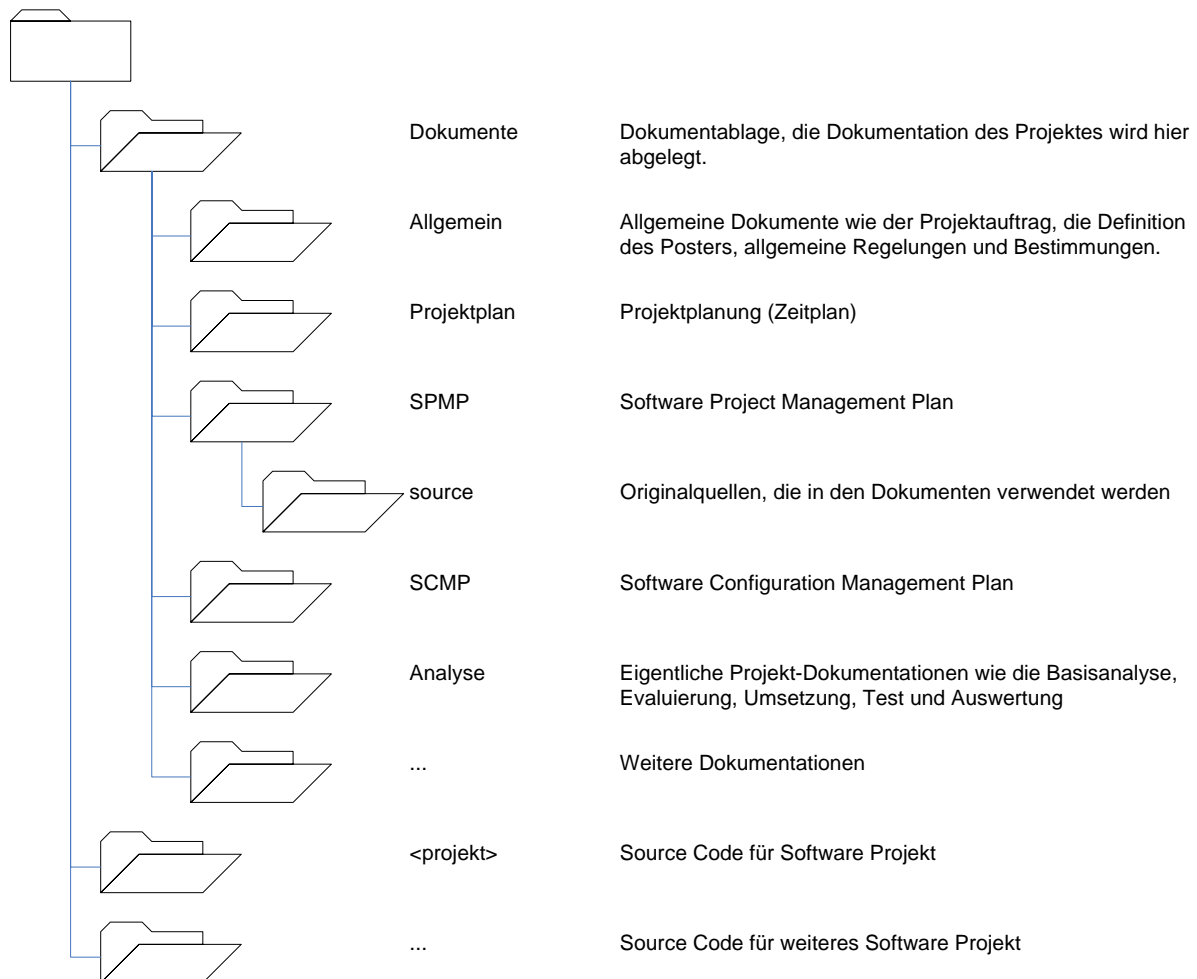 Dokumente
Dokumentablage, die Dokumentation des Projektes wird hier
abgelegt.
Allgemein
Allgemeine Dokumente wie der Projektauftrag, die Definition
des Posters, allgemeine Regelungen und Bestimmungen.
Projektplan
Projektplanung (Zeitplan)
SPMP
Software Project Management Plan
source
Originalquellen, die in den Dokumenten verwendet werden
SCMP
Software Configuration Management Plan
Analyse
Eigentliche Projekt-Dokumentationen wie die Basisanalyse,
Evaluierung, Umsetzung, Test und Auswertung
...
Weitere Dokumentationen
<projekt>
Source Code für Software Projekt
...
Source Code für weiteres Software Projekt